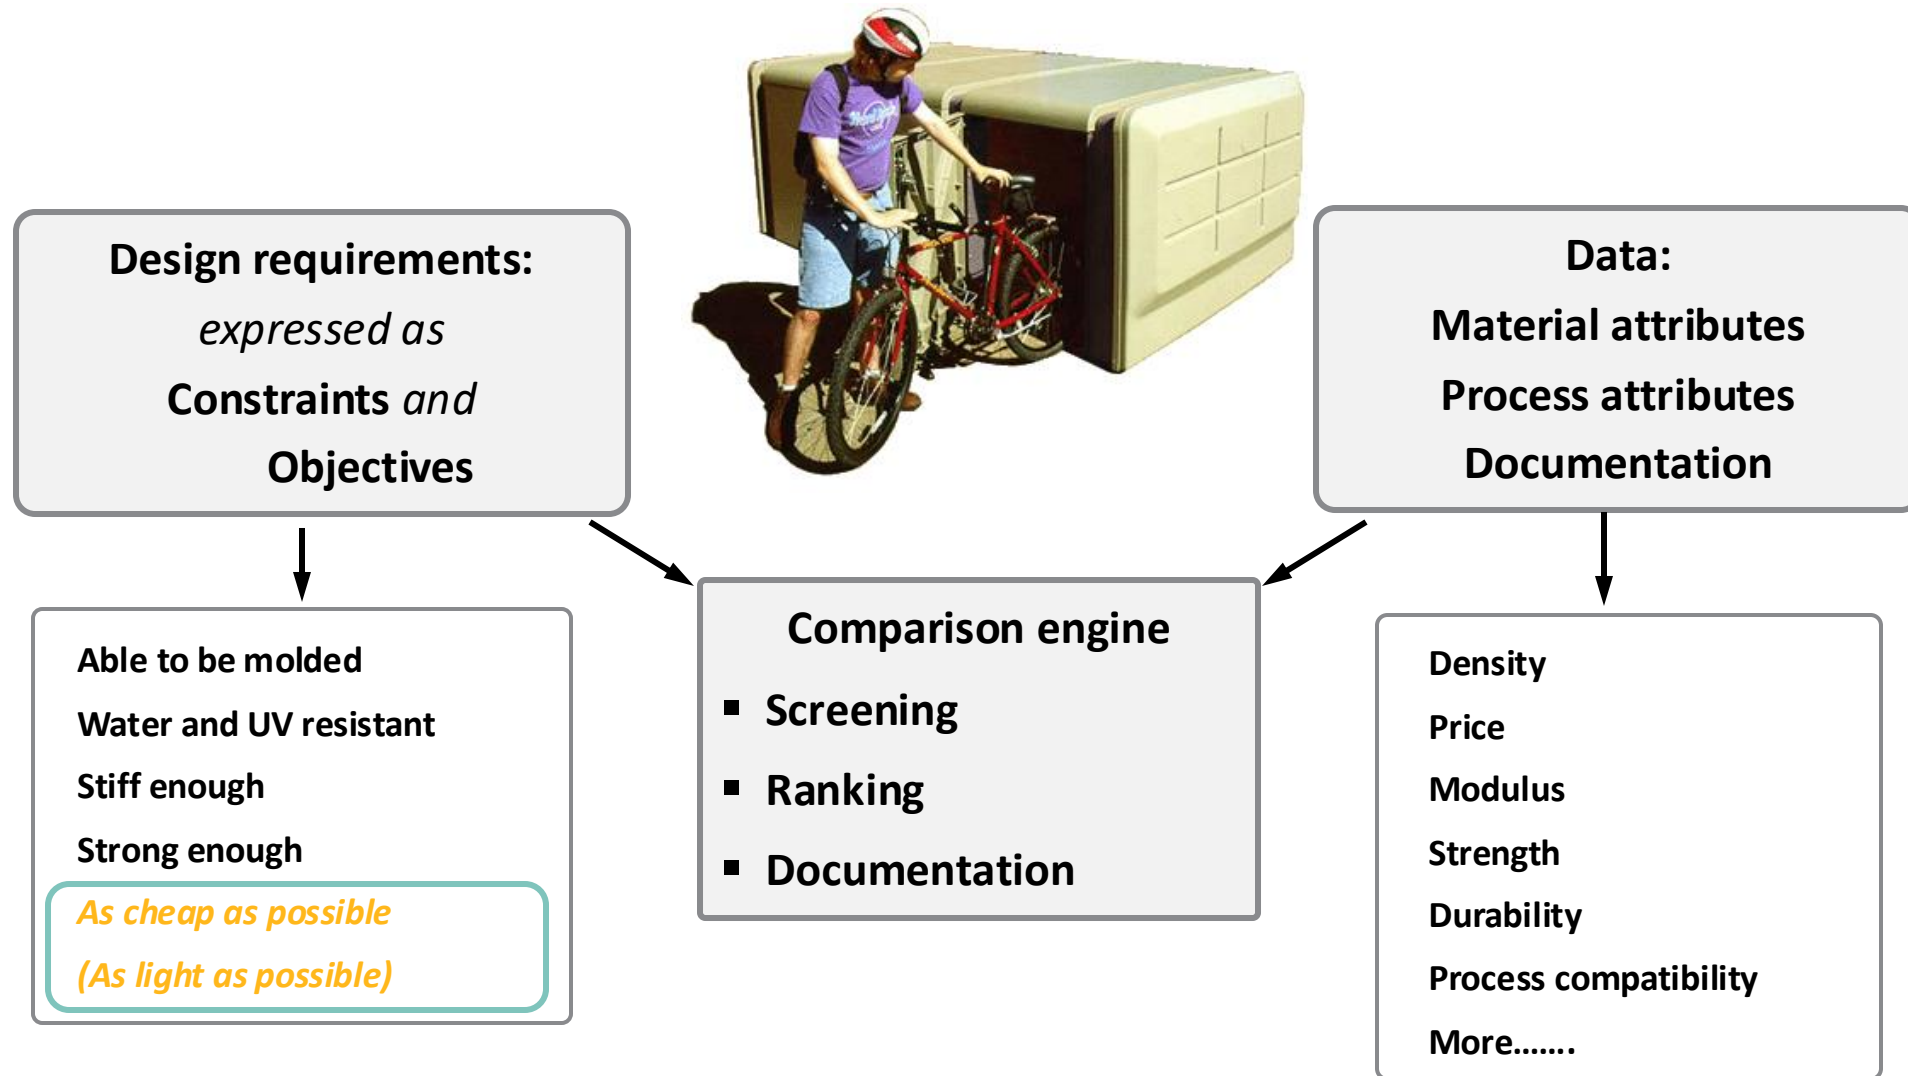 Design requirements:
expressed as
Constraints and
Objectives
Data:
Material attributes
Process attributes
Documentation
Able to be molded
Water and UV resistant
Stiff enough
Strong enough
As cheap as possible
(As light as possible)
Comparison engine
▪ Screening
▪ Ranking
▪ Documentation
Density
Price
Modulus
Strength
Durability
Process compatibility
More.......